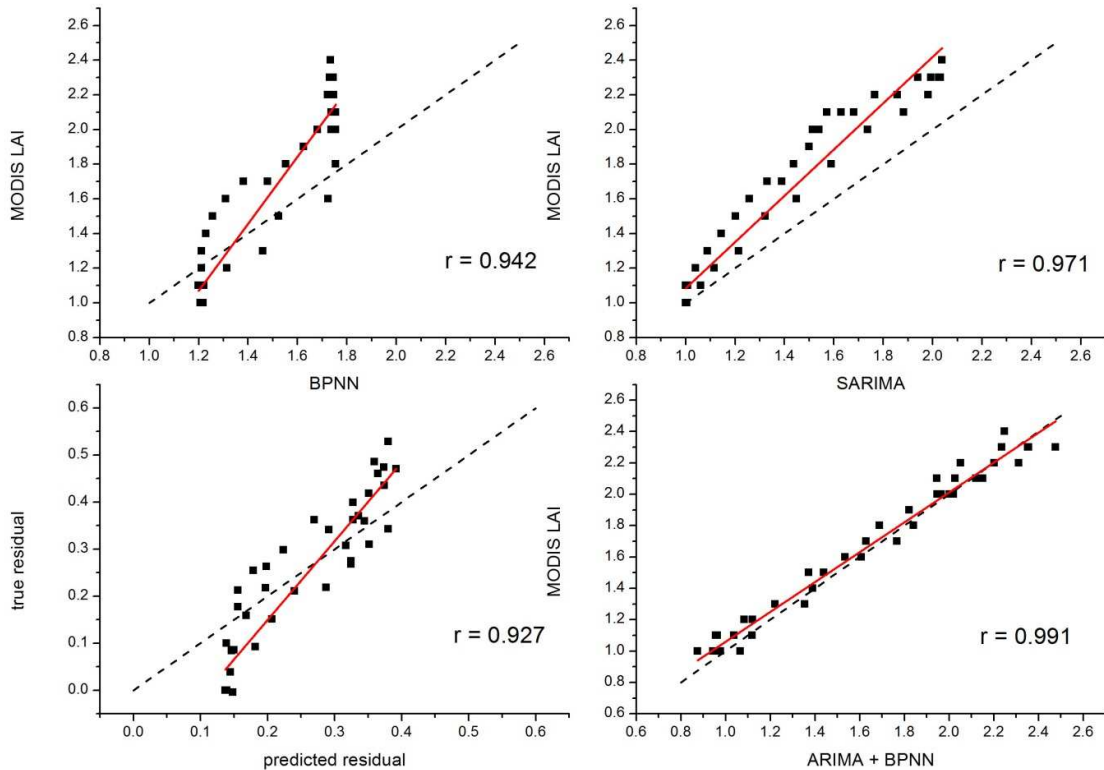 2.6
2.4
2.2
2.0
1.8
1.6
1.4
1.2
1.0
0.8
MODIS LAI
r = 0.942
0.8 1.0 1.2 1.4 1.6 1.8 2.0 2.2 2.4 2.6
BPNN
2.6
2.4
2.2
2.0
1.8
1.6
1.4
1.2
1.0
0.8
MODIS LAI
r = 0.971
0.8 1.0 1.2 1.4 1.6 1.8 2.0 2.2 2.4 2.6
SARIMA
0.6
0.5
0.4
0.3
0.2
0.1
0.0
true residual
r = 0.927
0.0 0.1 0.2 0.3 0.4 0.5 0.6
predicted residual
2.6
2.4
2.2
2.0
1.8
1.6
1.4
1.2
1.0
0.8
0.6
MODIS LAI
r = 0.991
0.6 0.8 1.0 1.2 1.4 1.6 1.8 2.0 2.2 2.4 2.6
ARIMA + BPNN